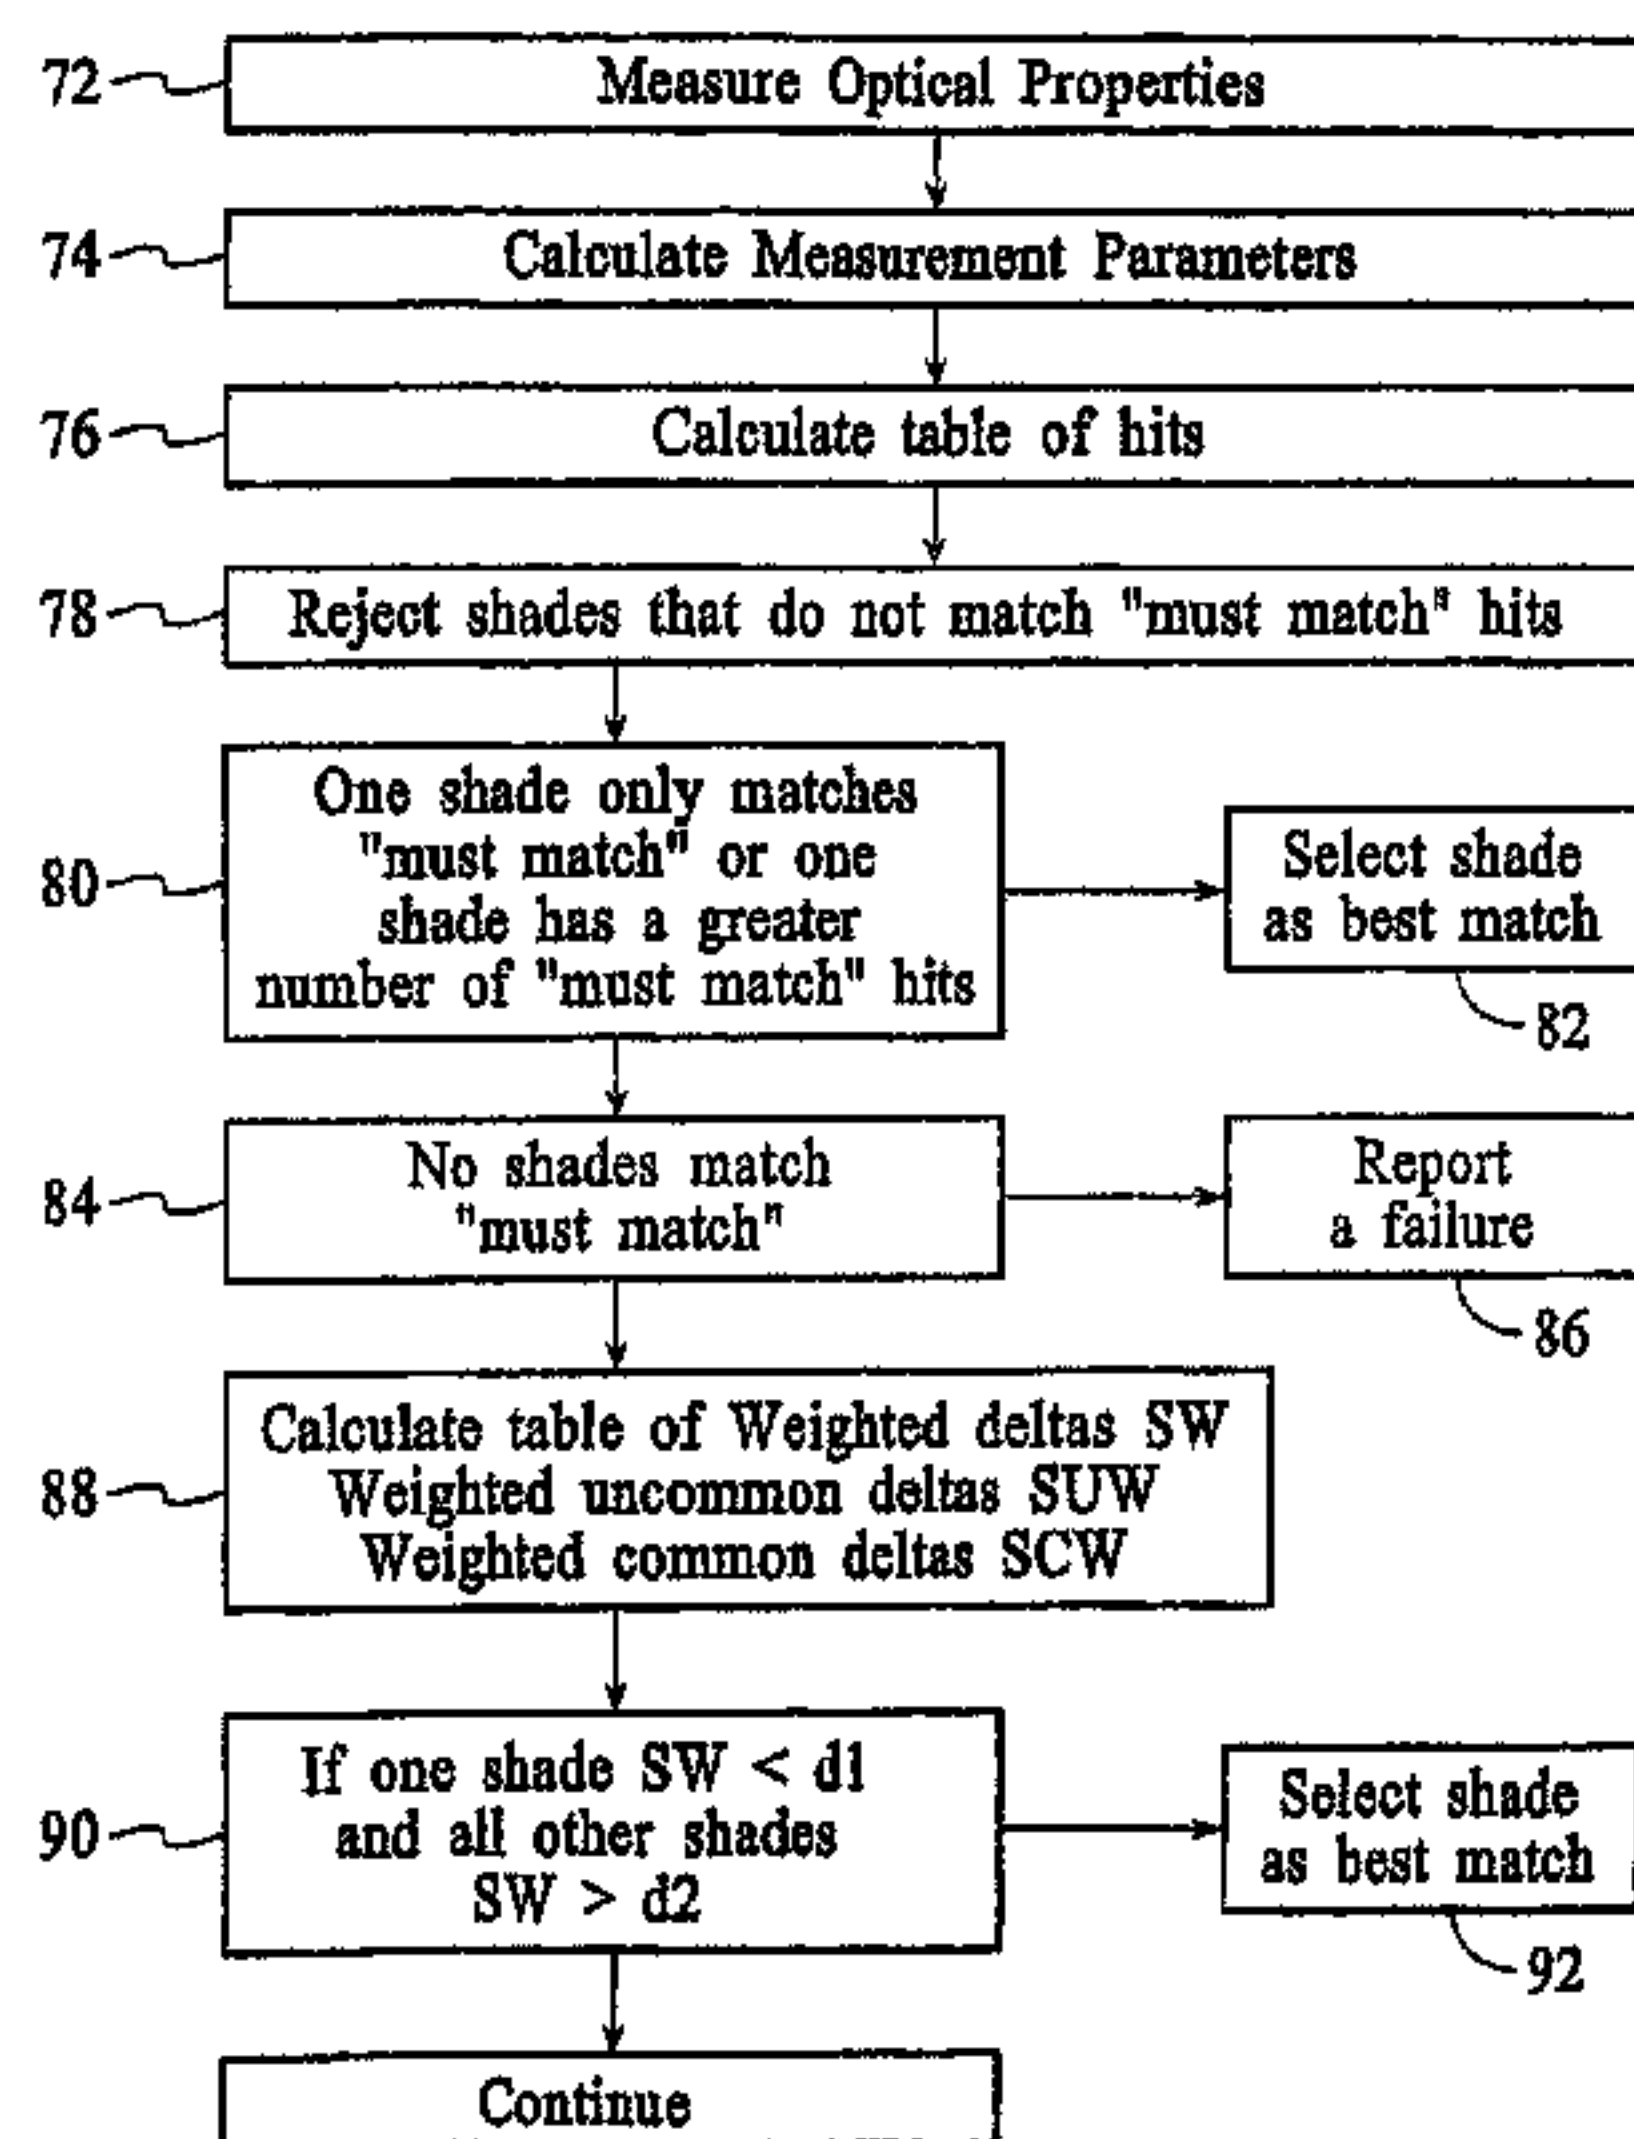 72
Measure Optical Properties
74
Calculate Measurement Parameters
76
Calculate table of hits
78
Reject shades that do not match "must match" hits
80
One shade only matches
"must match" or one
shade has a greater
number of "must match" hits
Select shade
as best match
82
84
No shades match
"must match"
Report
a failure
86
88
Calculate table of Weighted deltas SW
Weighted uncommon deltas SUW
Weighted common deltas SCW
90
If one shade SW < d1
and all other shades
SW > d2
Select shade
as best match
92
Continue